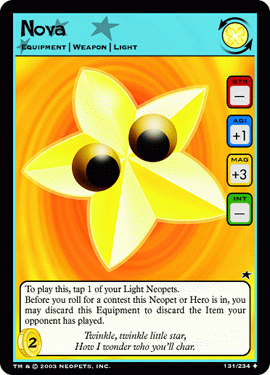 Nova
EQUIPMENT | WEAPON | LIGHT
STR
—
AGI
+1
MAG
+3
INT
—
To play this, tap 1 of your Light Neopets.
Before you roll for a contest this Neopet or Hero is in, you
may discard this Equipment to discard the Item your
opponent has played.
2
Twinkle, twinkle little star,
How I wonder who you'll char.
TM & © 2003 NEOPETS, INC.
131/234